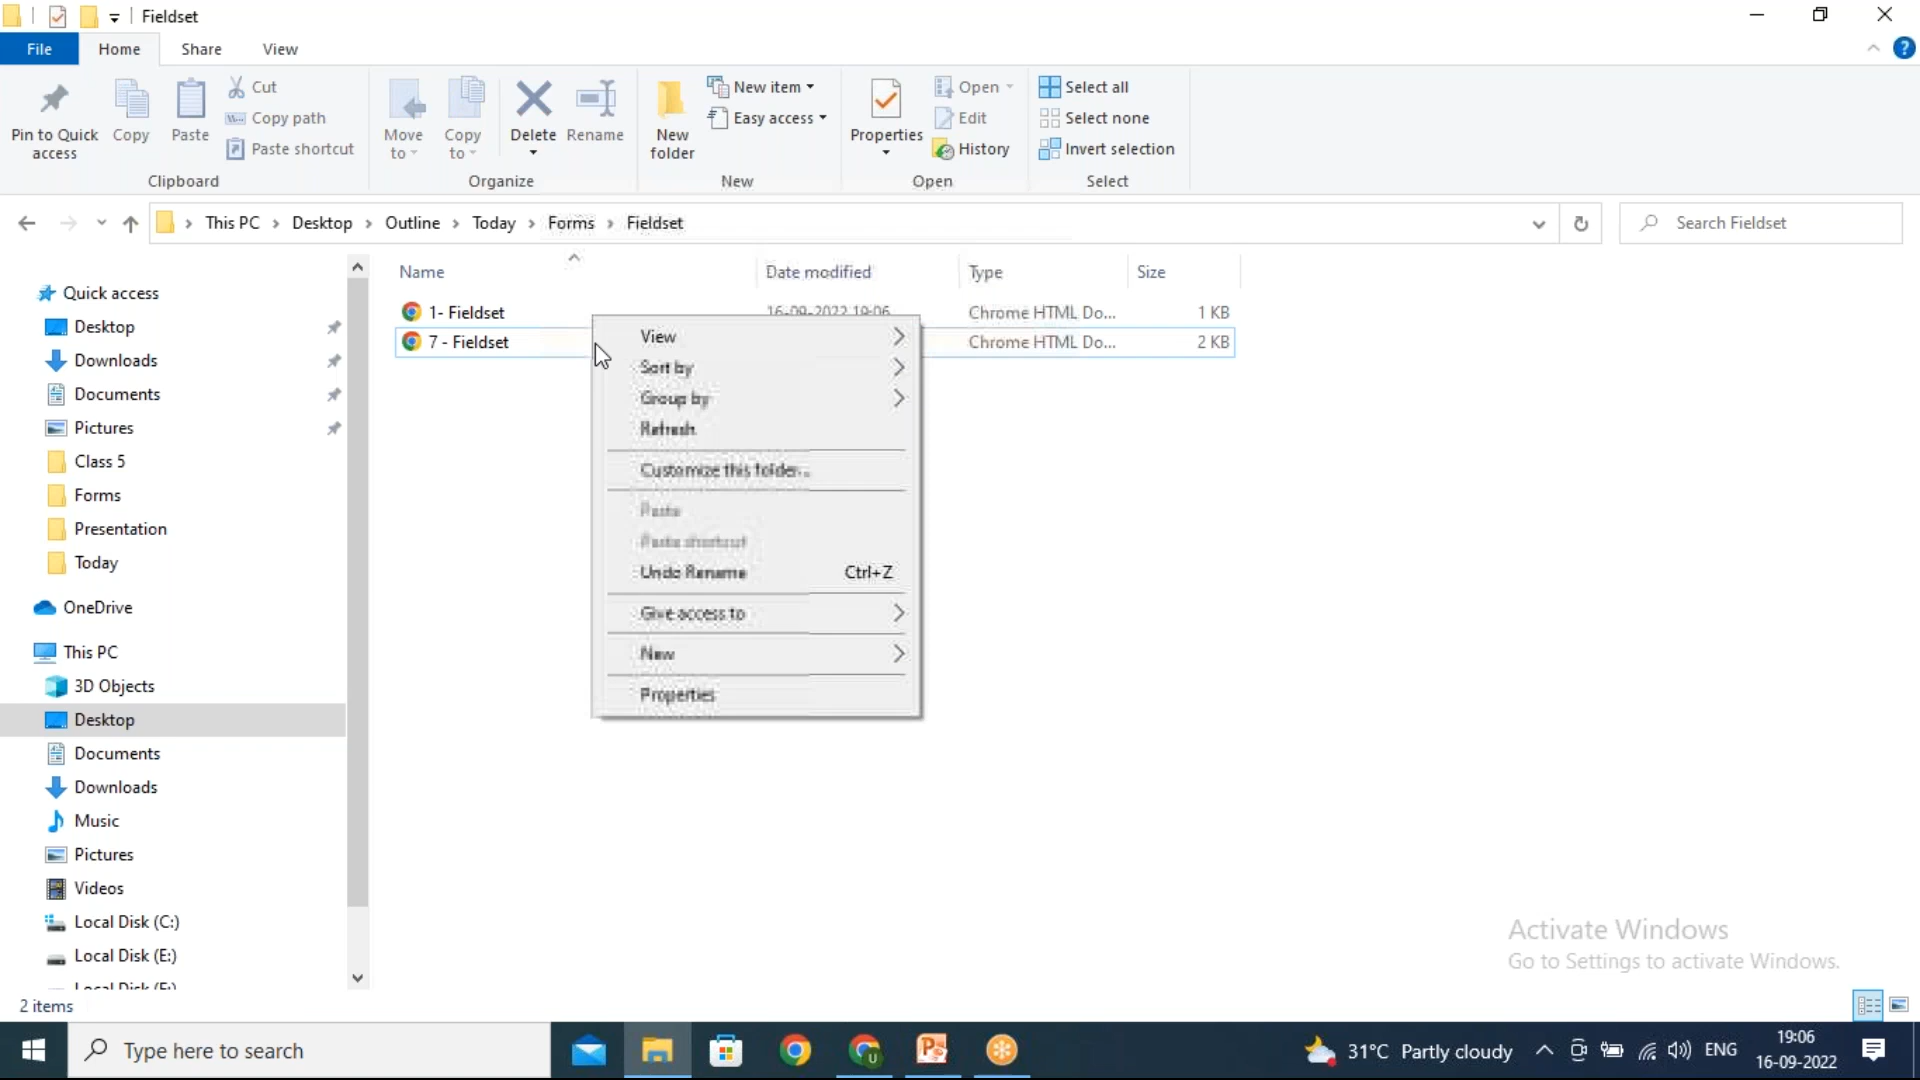 Fieldset
File Home Share View
Pin to Quick access
Copy
Paste
Cut
Copy path
Paste shortcut
Clipboard
Move to
Copy to
Delete
Rename
Organize
New folder
New item
Easy access
New
Properties
Open
Edit
History
Open
Select all
Select none
Invert selection
Select
This PC > Desktop > Outline > Today > Forms > Fieldset
Search Fieldset
Name Date modified Type Size
1- Fieldset 16-09-2022 19:06 Chrome HTML Do... 1 KB
7 - Fieldset Chrome HTML Do... 2 KB
Quick access
Desktop
Downloads
Documents
Pictures
Class 5
Forms
Presentation
Today
OneDrive
This PC
3D Objects
Desktop
Documents
Downloads
Music
Pictures
Videos
Local Disk (C:)
Local Disk (E:)
Local Disk (F:)
View
Sort by
Group by
Refresh
Customize this folder...
Paste
Paste shortcut
Undo Rename Ctrl+Z
Give access to
New
Properties
Activate Windows
Go to Settings to activate Windows.
2 items
Type here to search
31°C Partly cloudy
ENG
19:06
16-09-2022